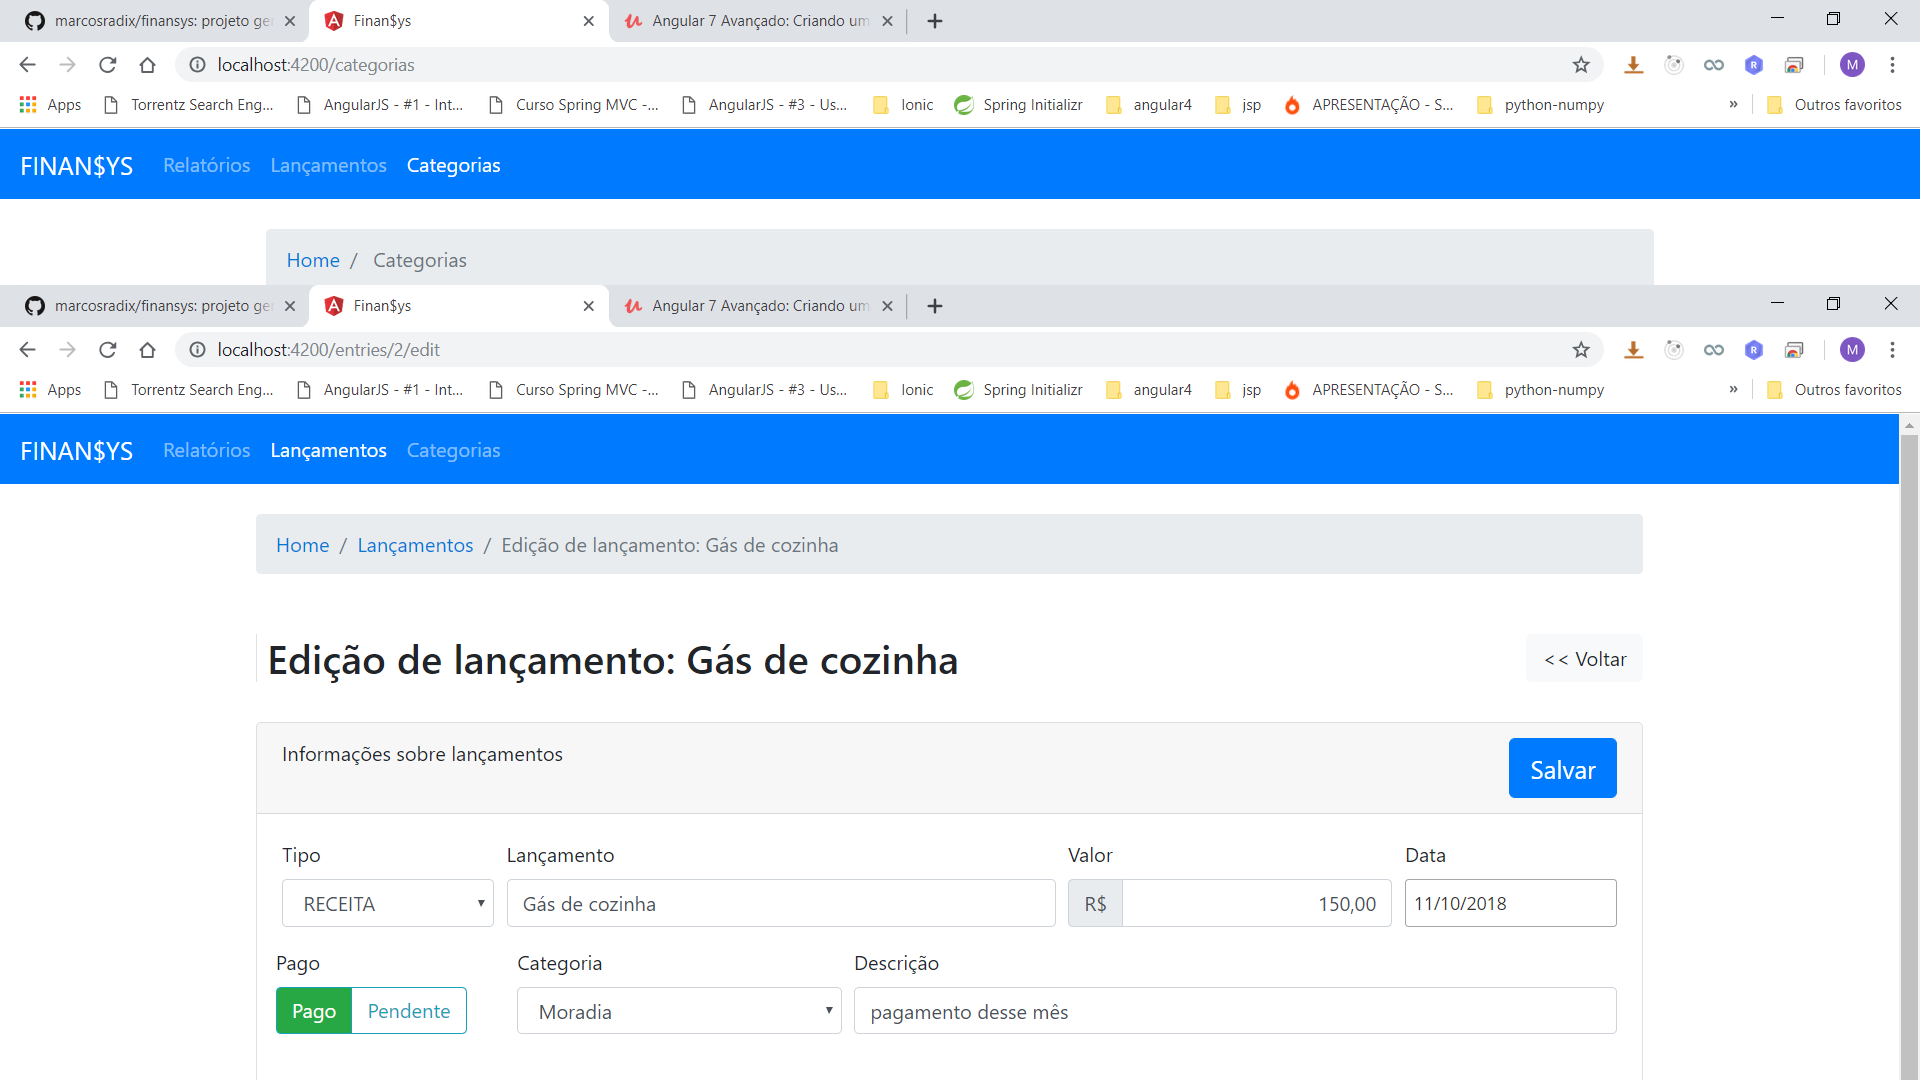 marcosradix/finansys: projeto ger
Finan$ys
Angular 7 Avançado: Criando um
localhost:4200/categorias
M
Apps
Torrentz Search Eng...
AngularJS - #1 - Int...
Curso Spring MVC -...
AngularJS - #3 - Us...
Ionic
Spring Initializr
angular4
jsp
APRESENTAÇÃO - S...
python-numpy
»
Outros favoritos
FINAN$YS
Relatórios
Lançamentos
Categorias
Home / Categorias
marcosradix/finansys: projeto ger
Finan$ys
Angular 7 Avançado: Criando um
localhost:4200/entries/2/edit
M
Apps
Torrentz Search Eng...
AngularJS - #1 - Int...
Curso Spring MVC -...
AngularJS - #3 - Us...
Ionic
Spring Initializr
angular4
jsp
APRESENTAÇÃO - S...
python-numpy
»
Outros favoritos
FINAN$YS
Relatórios
Lançamentos
Categorias
Home / Lançamentos / Edição de lançamento: Gás de cozinha
Edição de lançamento: Gás de cozinha
<< Voltar
Informações sobre lançamentos
Salvar
Tipo
Lançamento
Valor
Data
RECEITA
Gás de cozinha
R$
150,00
11/10/2018
Pago
Categoria
Descrição
Pago
Pendente
Moradia
pagamento desse mês